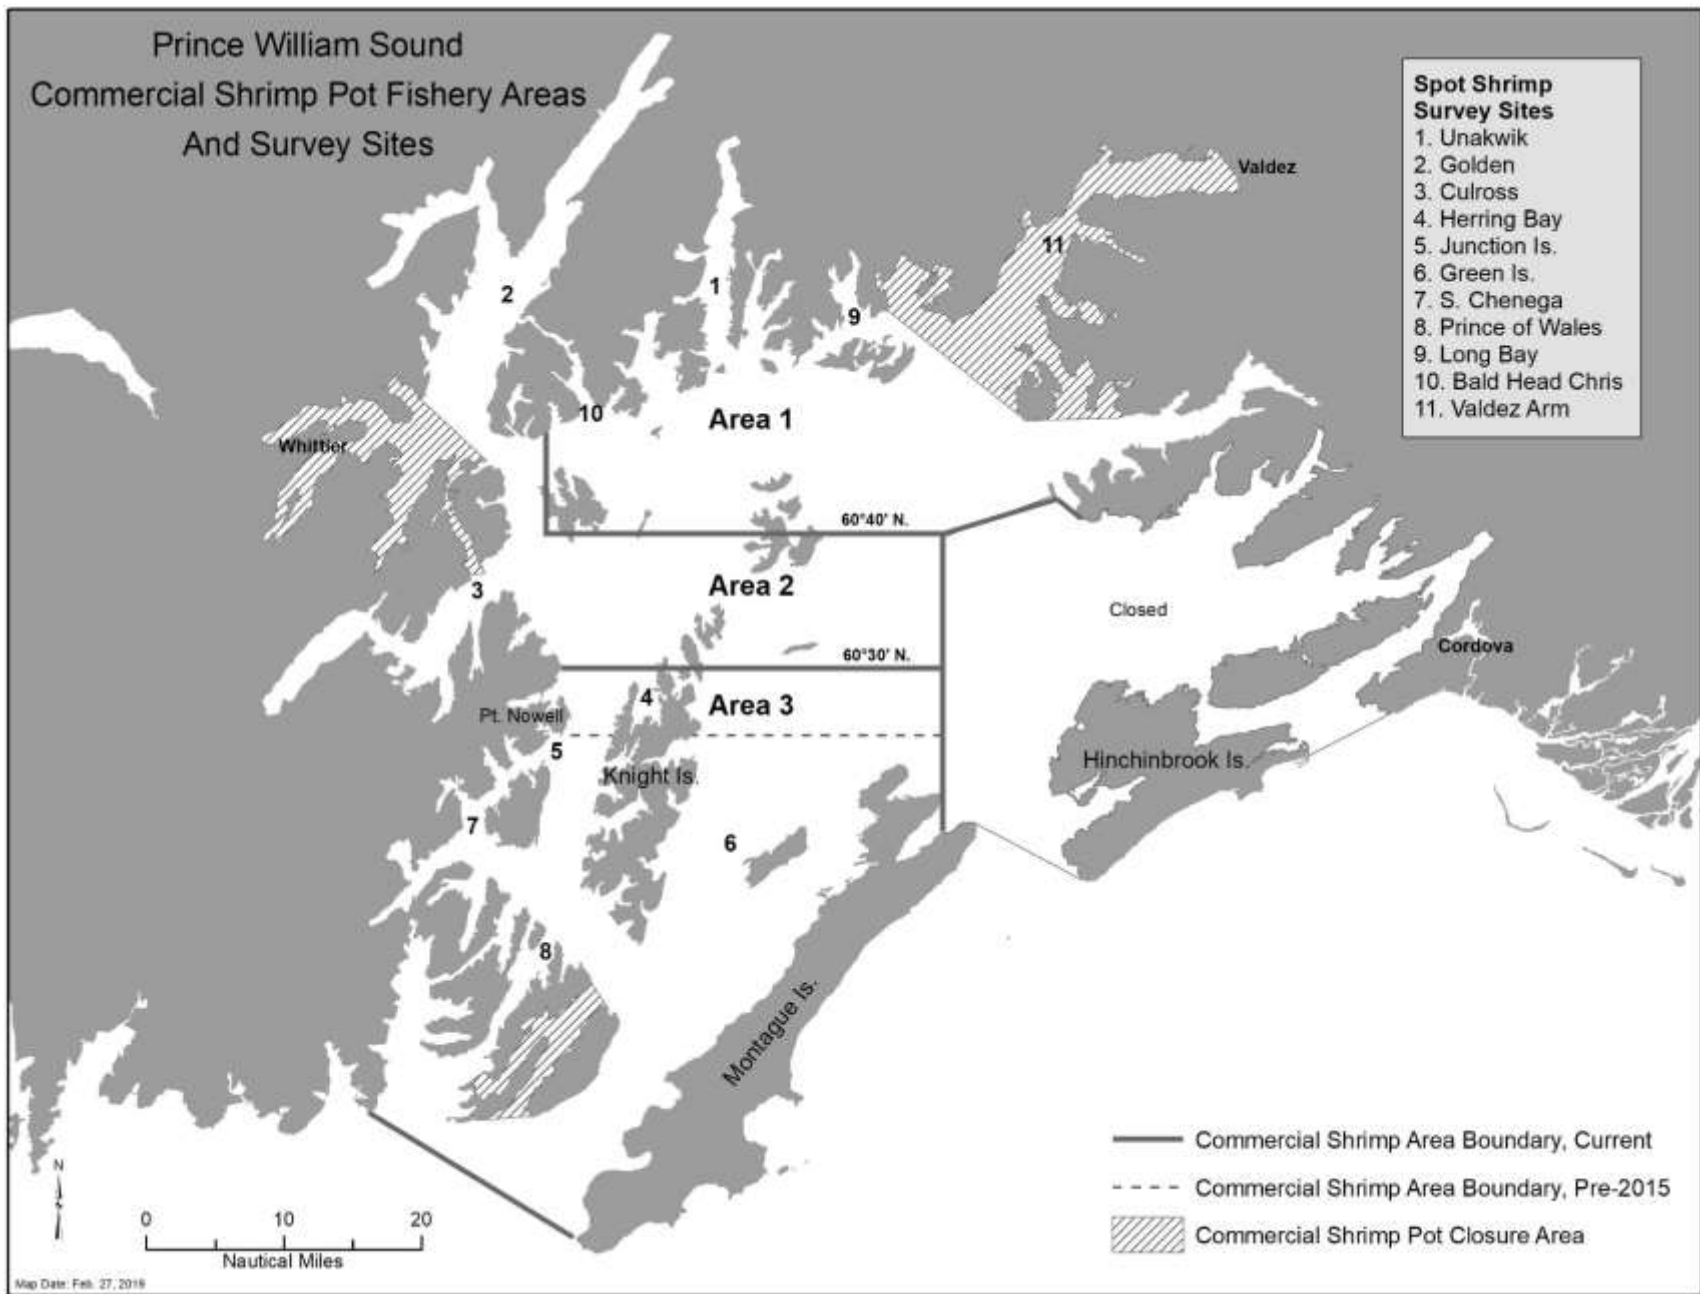 Prince William Sound
Commercial Shrimp Pot Fishery Areas
And Survey Sites
Spot Shrimp
Survey Sites
1. Unakwik
2. Golden
3. Culross
4. Herring Bay
5. Junction Is.
6. Green Is.
7. S. Chenega
8. Prince of Wales
9. Long Bay
10. Bald Head Chris
11. Valdez Arm
Valdez
11
1
2
9
10
Area 1
Whittier
60°40' N.
Area 2
3
Closed
Cordova
60°30' N.
4
Area 3
Pt. Nowell
5
Knight Is.
Hinchinbrook Is.
7
6
8
Montague Is.
Commercial Shrimp Area Boundary, Current
Commercial Shrimp Area Boundary, Pre-2015
Commercial Shrimp Pot Closure Area
N
0 10 20
Nautical Miles
Map Date: Feb. 27, 2019